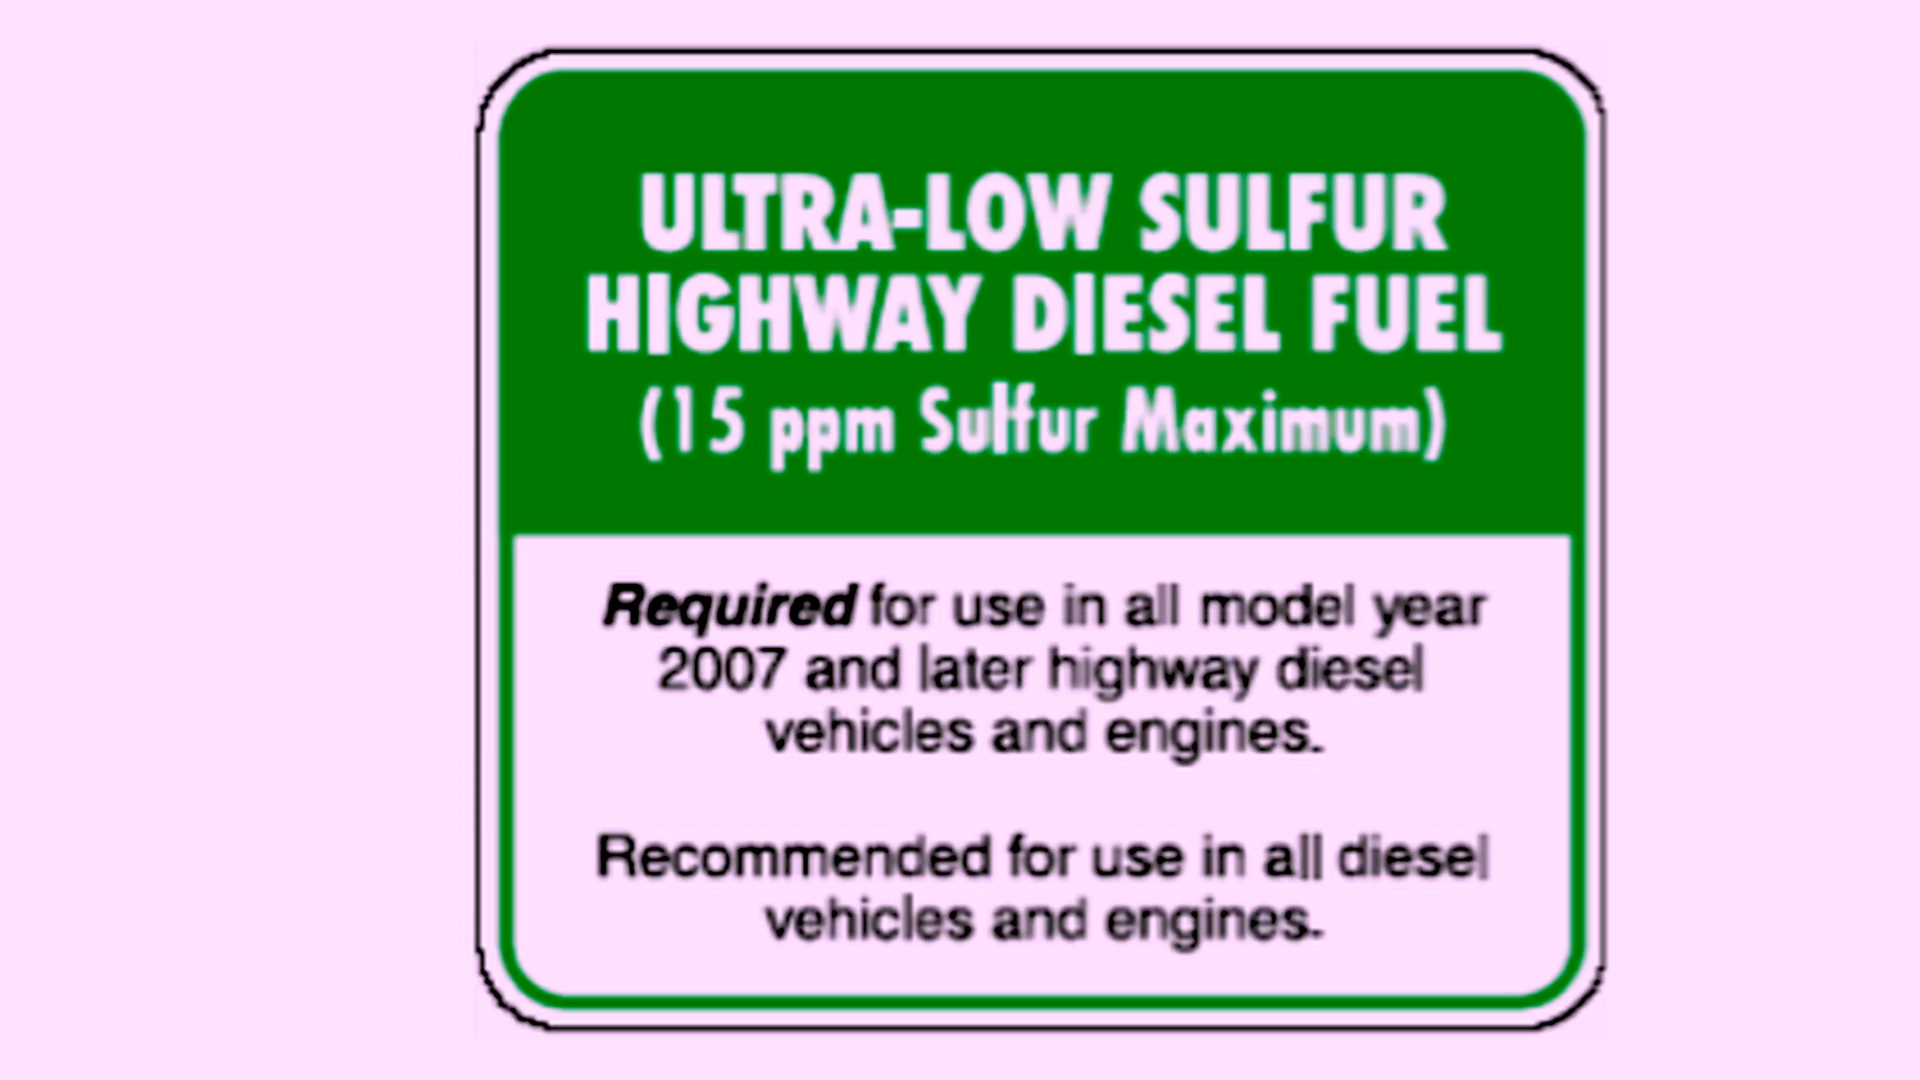 ULTRA-LOW SULFUR
HIGHWAY DIESEL FUEL
(15 ppm Sulfur Maximum)
Required for use in all model year
2007 and later highway diesel
vehicles and engines.
Recommended for use in all diesel
vehicles and engines.